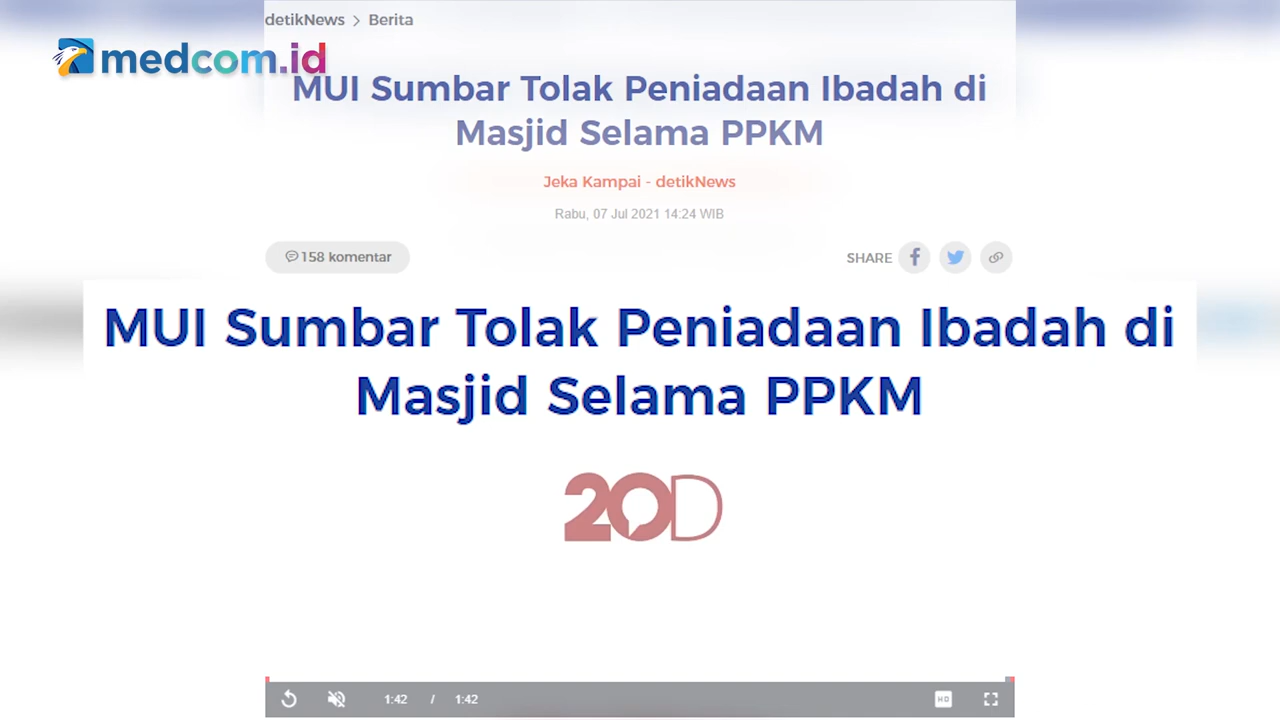 detikNews > Berita
medcom.id
MUI Sumbar Tolak Peniadaan Ibadah di
Masjid Selama PPKM
Jeka Kampai - detikNews
Rabu, 07 Jul 2021 14:24 WIB
158 komentar
SHARE
MUI Sumbar Tolak Peniadaan Ibadah di
Masjid Selama PPKM
20D
1:42 / 1:42
HD